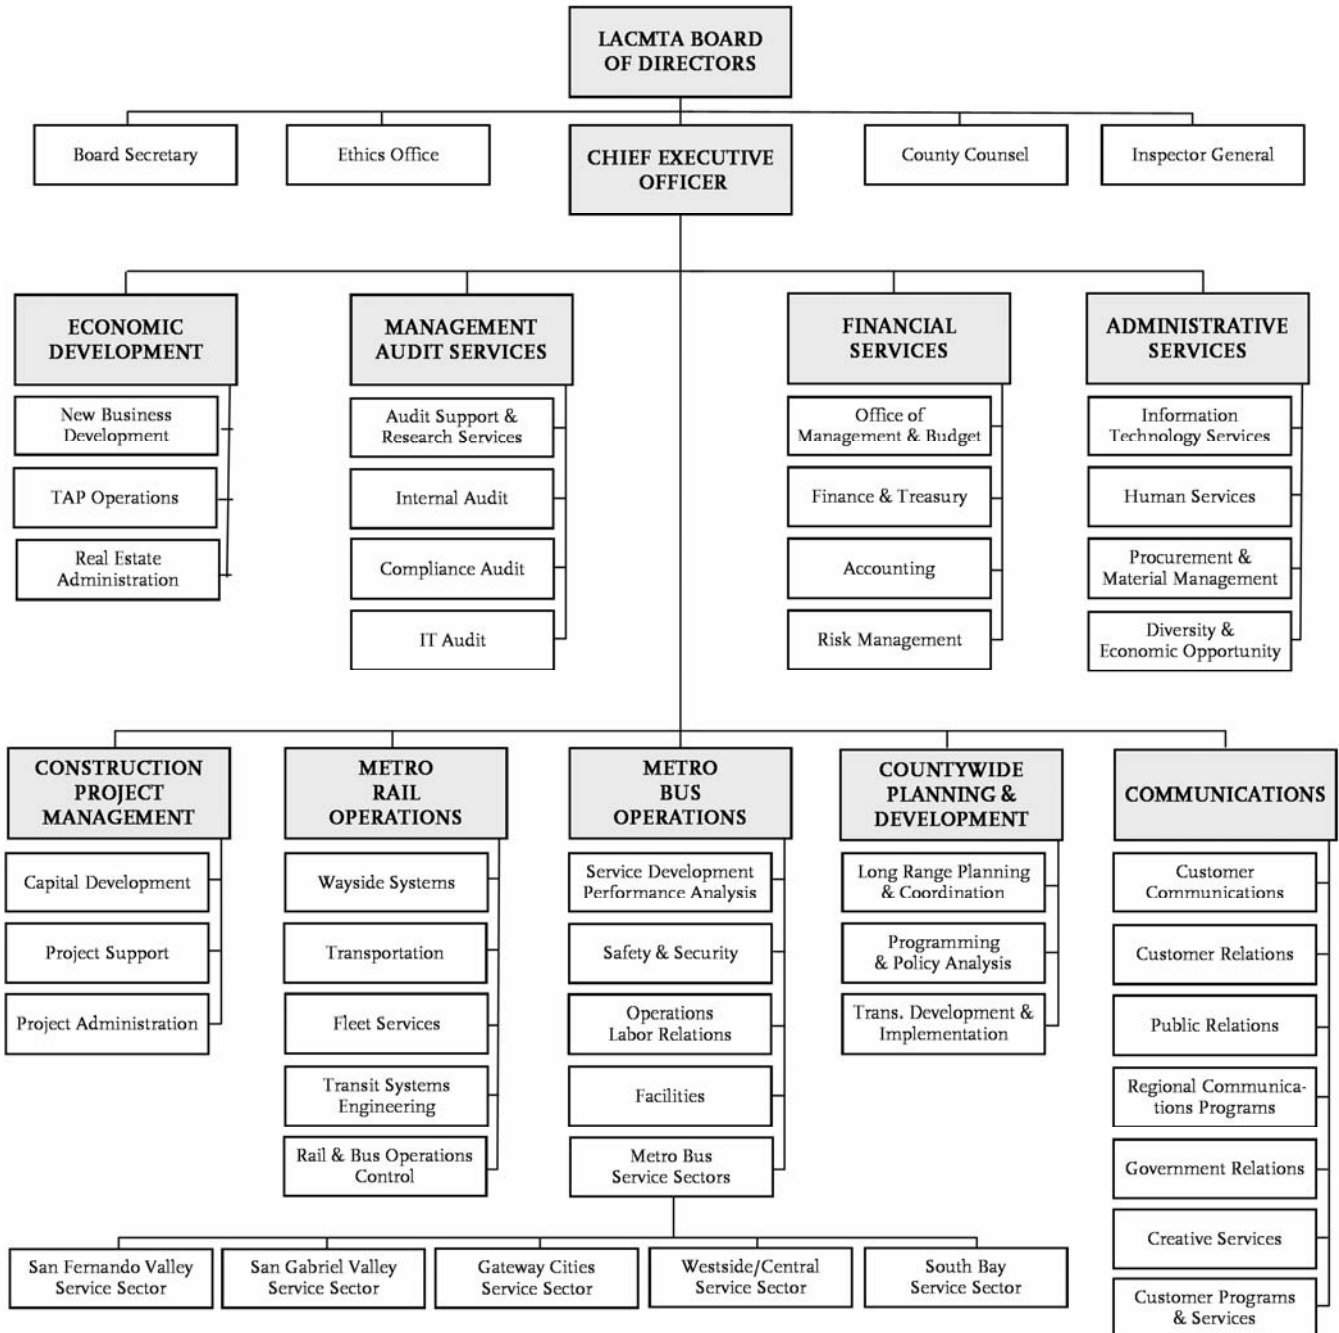 LACMTA BOARD
OF DIRECTORS
Board Secretary
Ethics Office
CHIEF EXECUTIVE
OFFICER
County Counsel
Inspector General
ECONOMIC
DEVELOPMENT
New Business
Development
TAP Operations
Real Estate
Administration
MANAGEMENT
AUDIT SERVICES
Audit Support &
Research Services
Internal Audit
Compliance Audit
IT Audit
FINANCIAL
SERVICES
Office of
Management & Budget
Finance & Treasury
Accounting
Risk Management
ADMINISTRATIVE
SERVICES
Information
Technology Services
Human Services
Procurement &
Material Management
Diversity &
Economic Opportunity
CONSTRUCTION
PROJECT
MANAGEMENT
Capital Development
Project Support
Project Administration
METRO
RAIL
OPERATIONS
Wayside Systems
Transportation
Fleet Services
Transit Systems
Engineering
Rail & Bus Operations
Control
METRO
BUS
OPERATIONS
Service Development
Performance Analysis
Safety & Security
Operations
Labor Relations
Facilities
Metro Bus
Service Sectors
COUNTYWIDE
PLANNING &
DEVELOPMENT
Long Range Planning
& Coordination
Programming
& Policy Analysis
Trans. Development &
Implementation
COMMUNICATIONS
Customer
Communications
Customer Relations
Public Relations
Regional Communica-
tions Programs
Government Relations
Creative Services
Customer Programs
& Services
San Fernando Valley
Service Sector
San Gabriel Valley
Service Sector
Gateway Cities
Service Sector
Westside/Central
Service Sector
South Bay
Service Sector